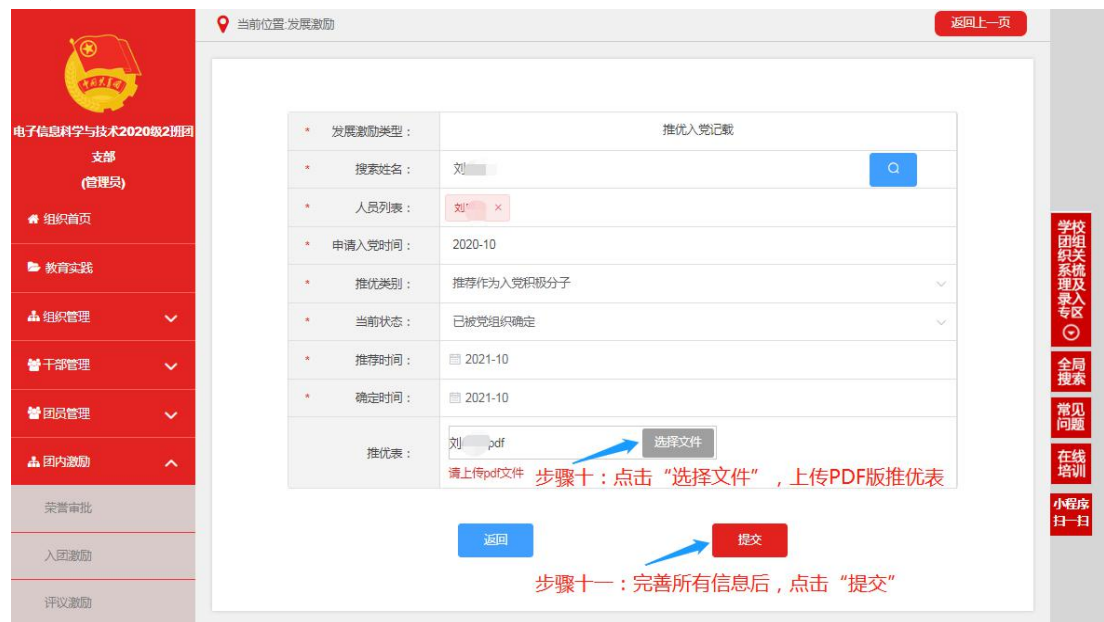 当前位置:发展激励
返回上一页
电子信息科学与技术2020级2班团
支部
(管理员)
组织首页
教育实践
组织管理
干部管理
团员管理
团内激励
荣誉审批
入团激励
评议激励
* 发展激励类型: 推优入党记载
* 搜索姓名: 刘
* 人员列表: 刘 ×
* 申请入党时间: 2020-10
* 推优类别: 推荐作为入党积极分子
* 当前状态: 已被党组织确定
* 推荐时间: 2021-10
* 确定时间: 2021-10
推优表: 刘 pdf 选择文件
请上传pdf文件
步骤十:点击“选择文件”,上传PDF版推优表
返回
提交
步骤十一:完善所有信息后,点击“提交”
学校
团组
织关
系梳
理及
录入
专区
全局
搜索
常见
问题
在线
培训
小程序
扫一扫